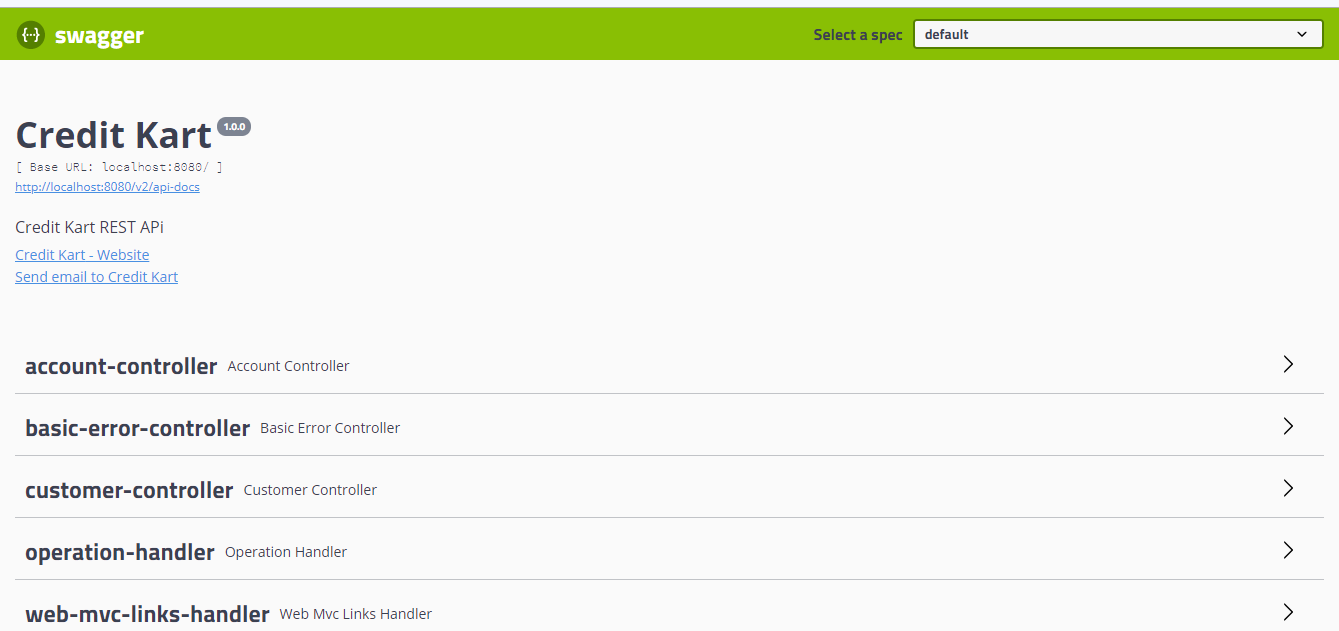 {··} swagger Select a spec default
Credit Kart 1.0.0
[ Base URL: localhost:8080/ ]
http://localhost:8080/v2/api-docs
Credit Kart REST APi
Credit Kart - Website
Send email to Credit Kart
account-controller Account Controller
basic-error-controller Basic Error Controller
customer-controller Customer Controller
operation-handler Operation Handler
web-mvc-links-handler Web Mvc Links Handler